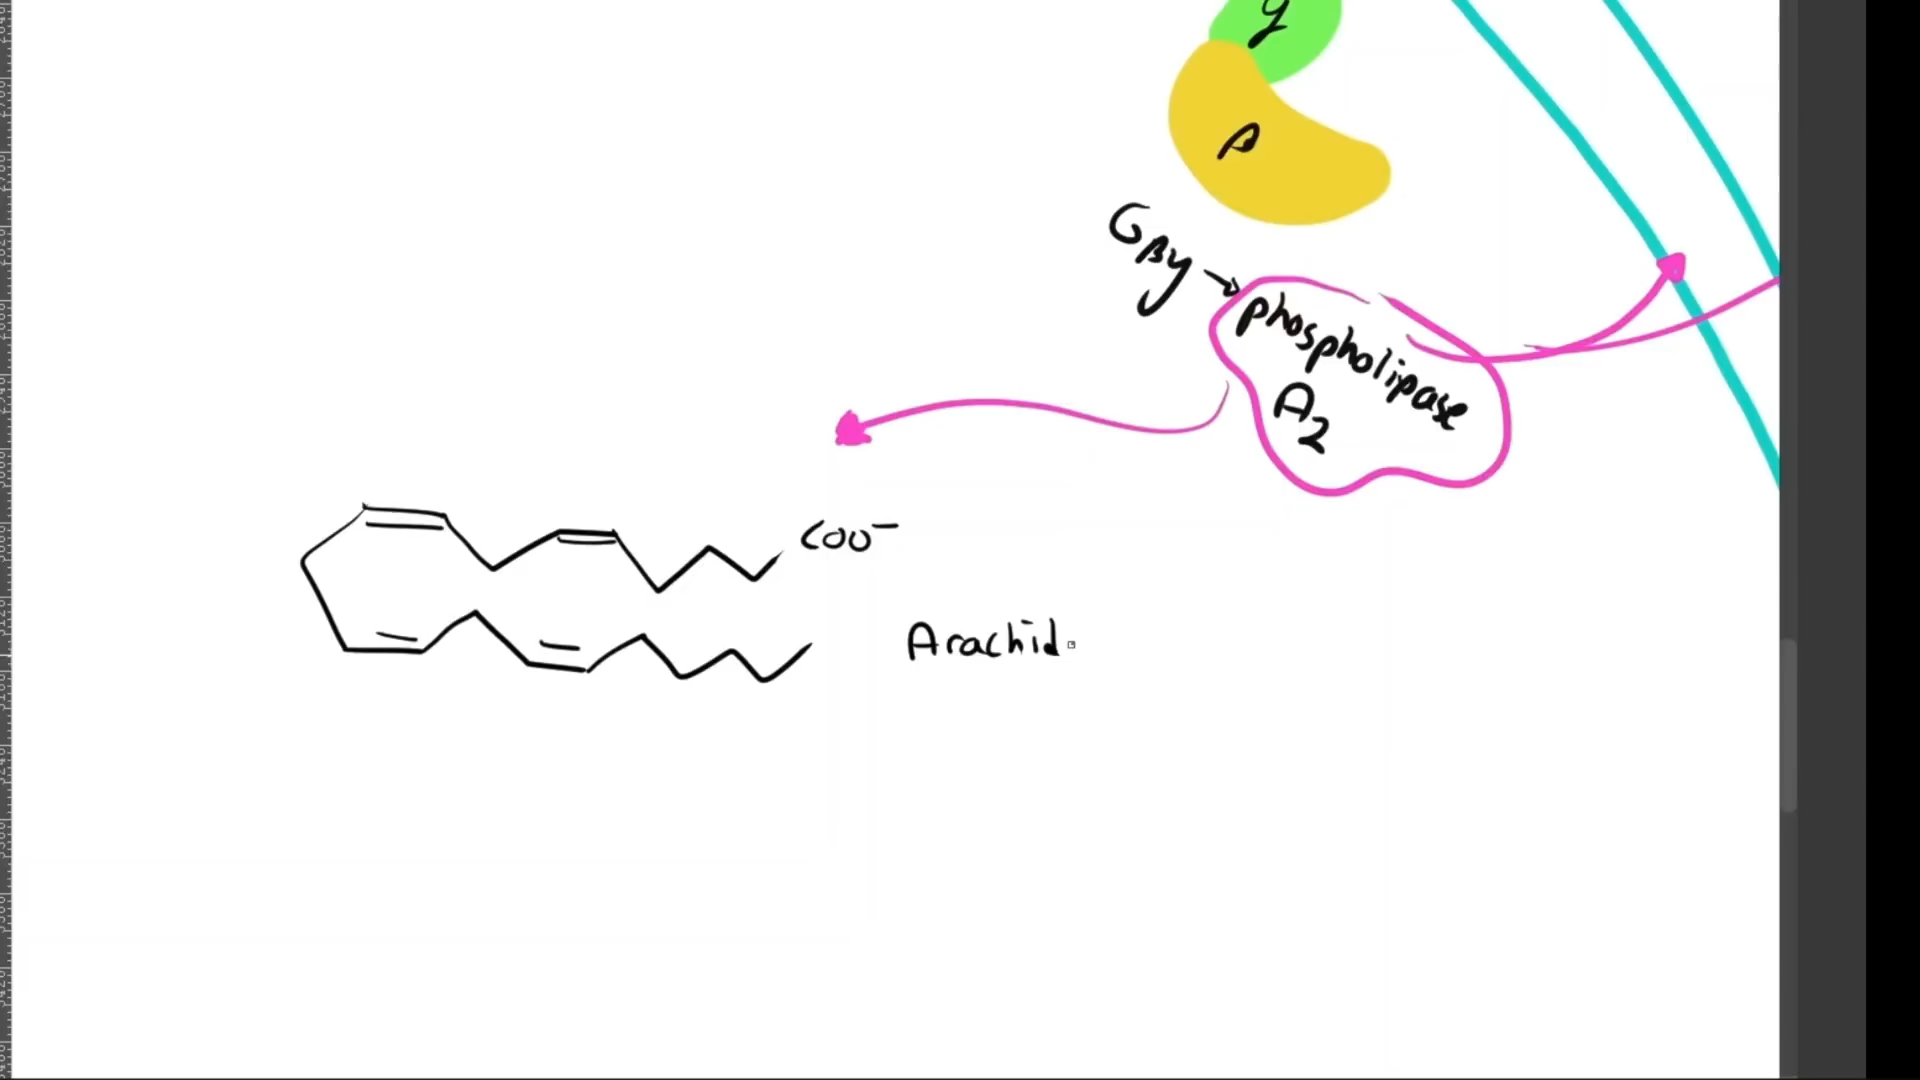 γ
β
Gβγ →
phospholipase
A2
COO⁻
Arachid